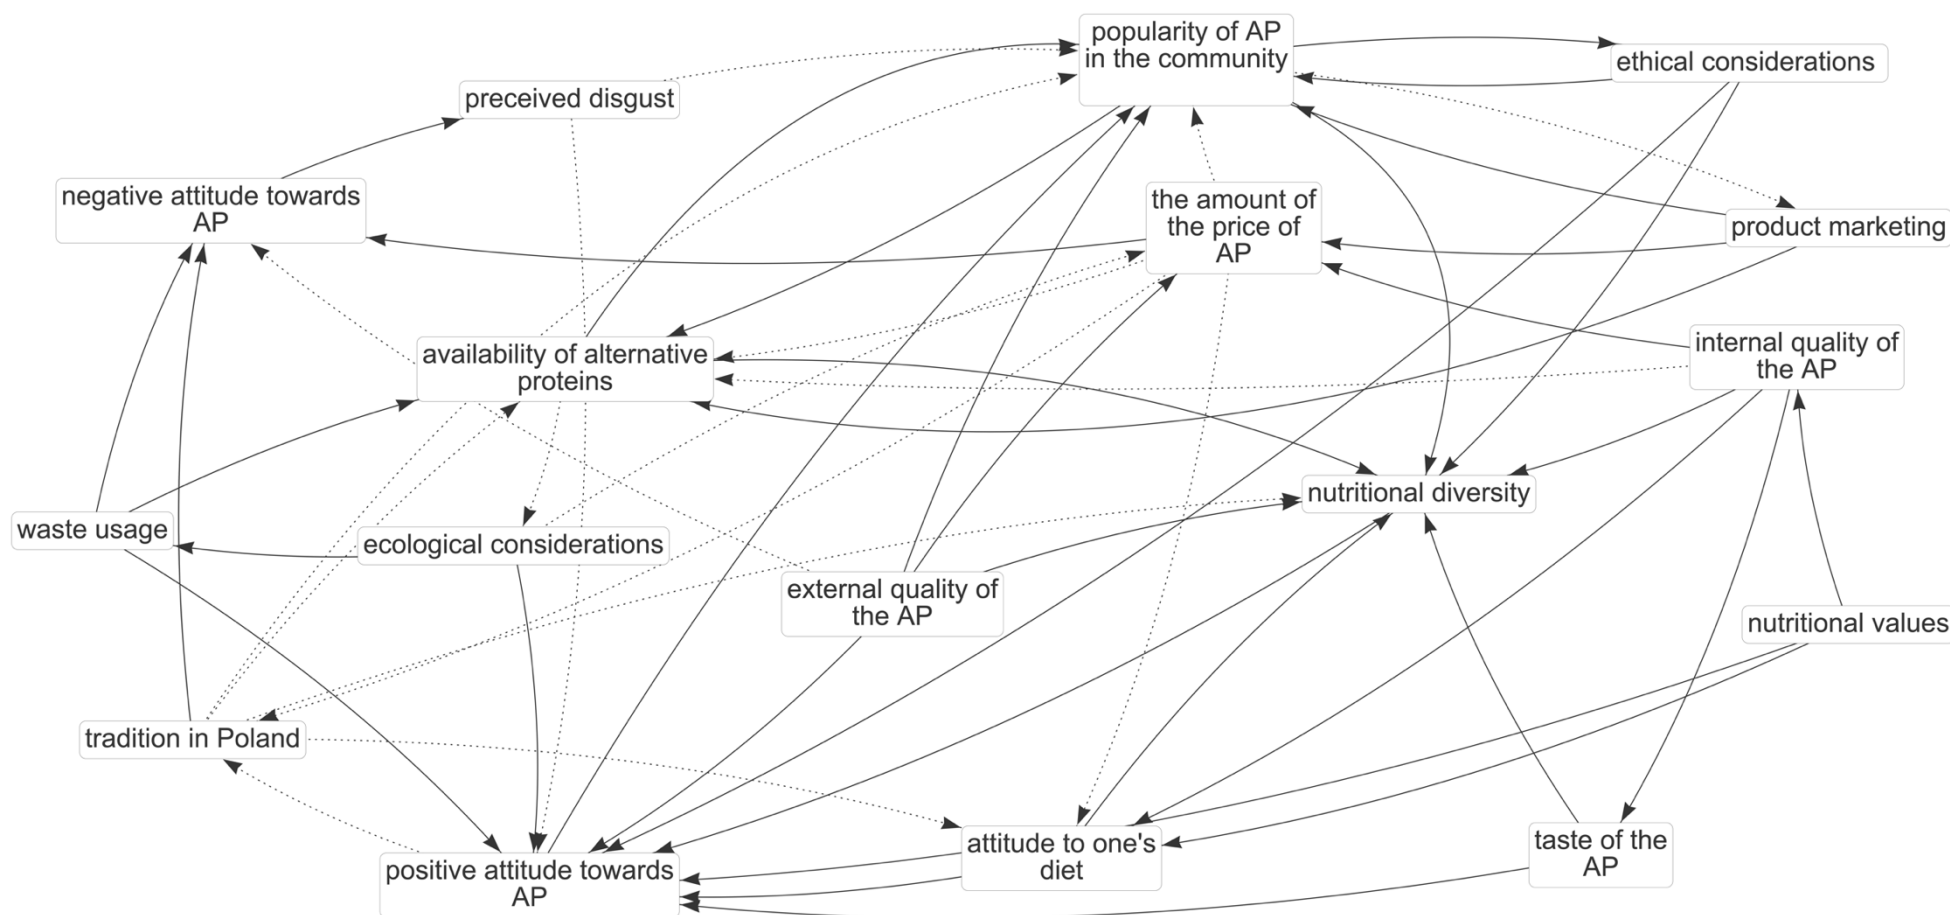 popularity of AP
in the community
ethical considerations
preceived disgust
negative attitude towards
AP
the amount of
the price of
AP
product marketing
availability of alternative
proteins
internal quality of
the AP
nutritional diversity
waste usage
ecological considerations
external quality of
the AP
nutritional values
tradition in Poland
positive attitude towards
AP
attitude to one's
diet
taste of the
AP